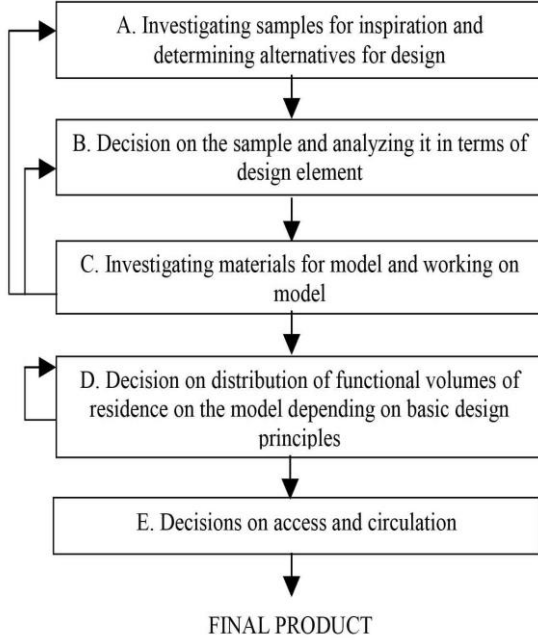 A. Investigating samples for inspiration and
determining alternatives for design
B. Decision on the sample and analyzing it in terms of
design element
C. Investigating materials for model and working on
model
D. Decision on distribution of functional volumes of
residence on the model depending on basic design
principles
E. Decisions on access and circulation
FINAL PRODUCT